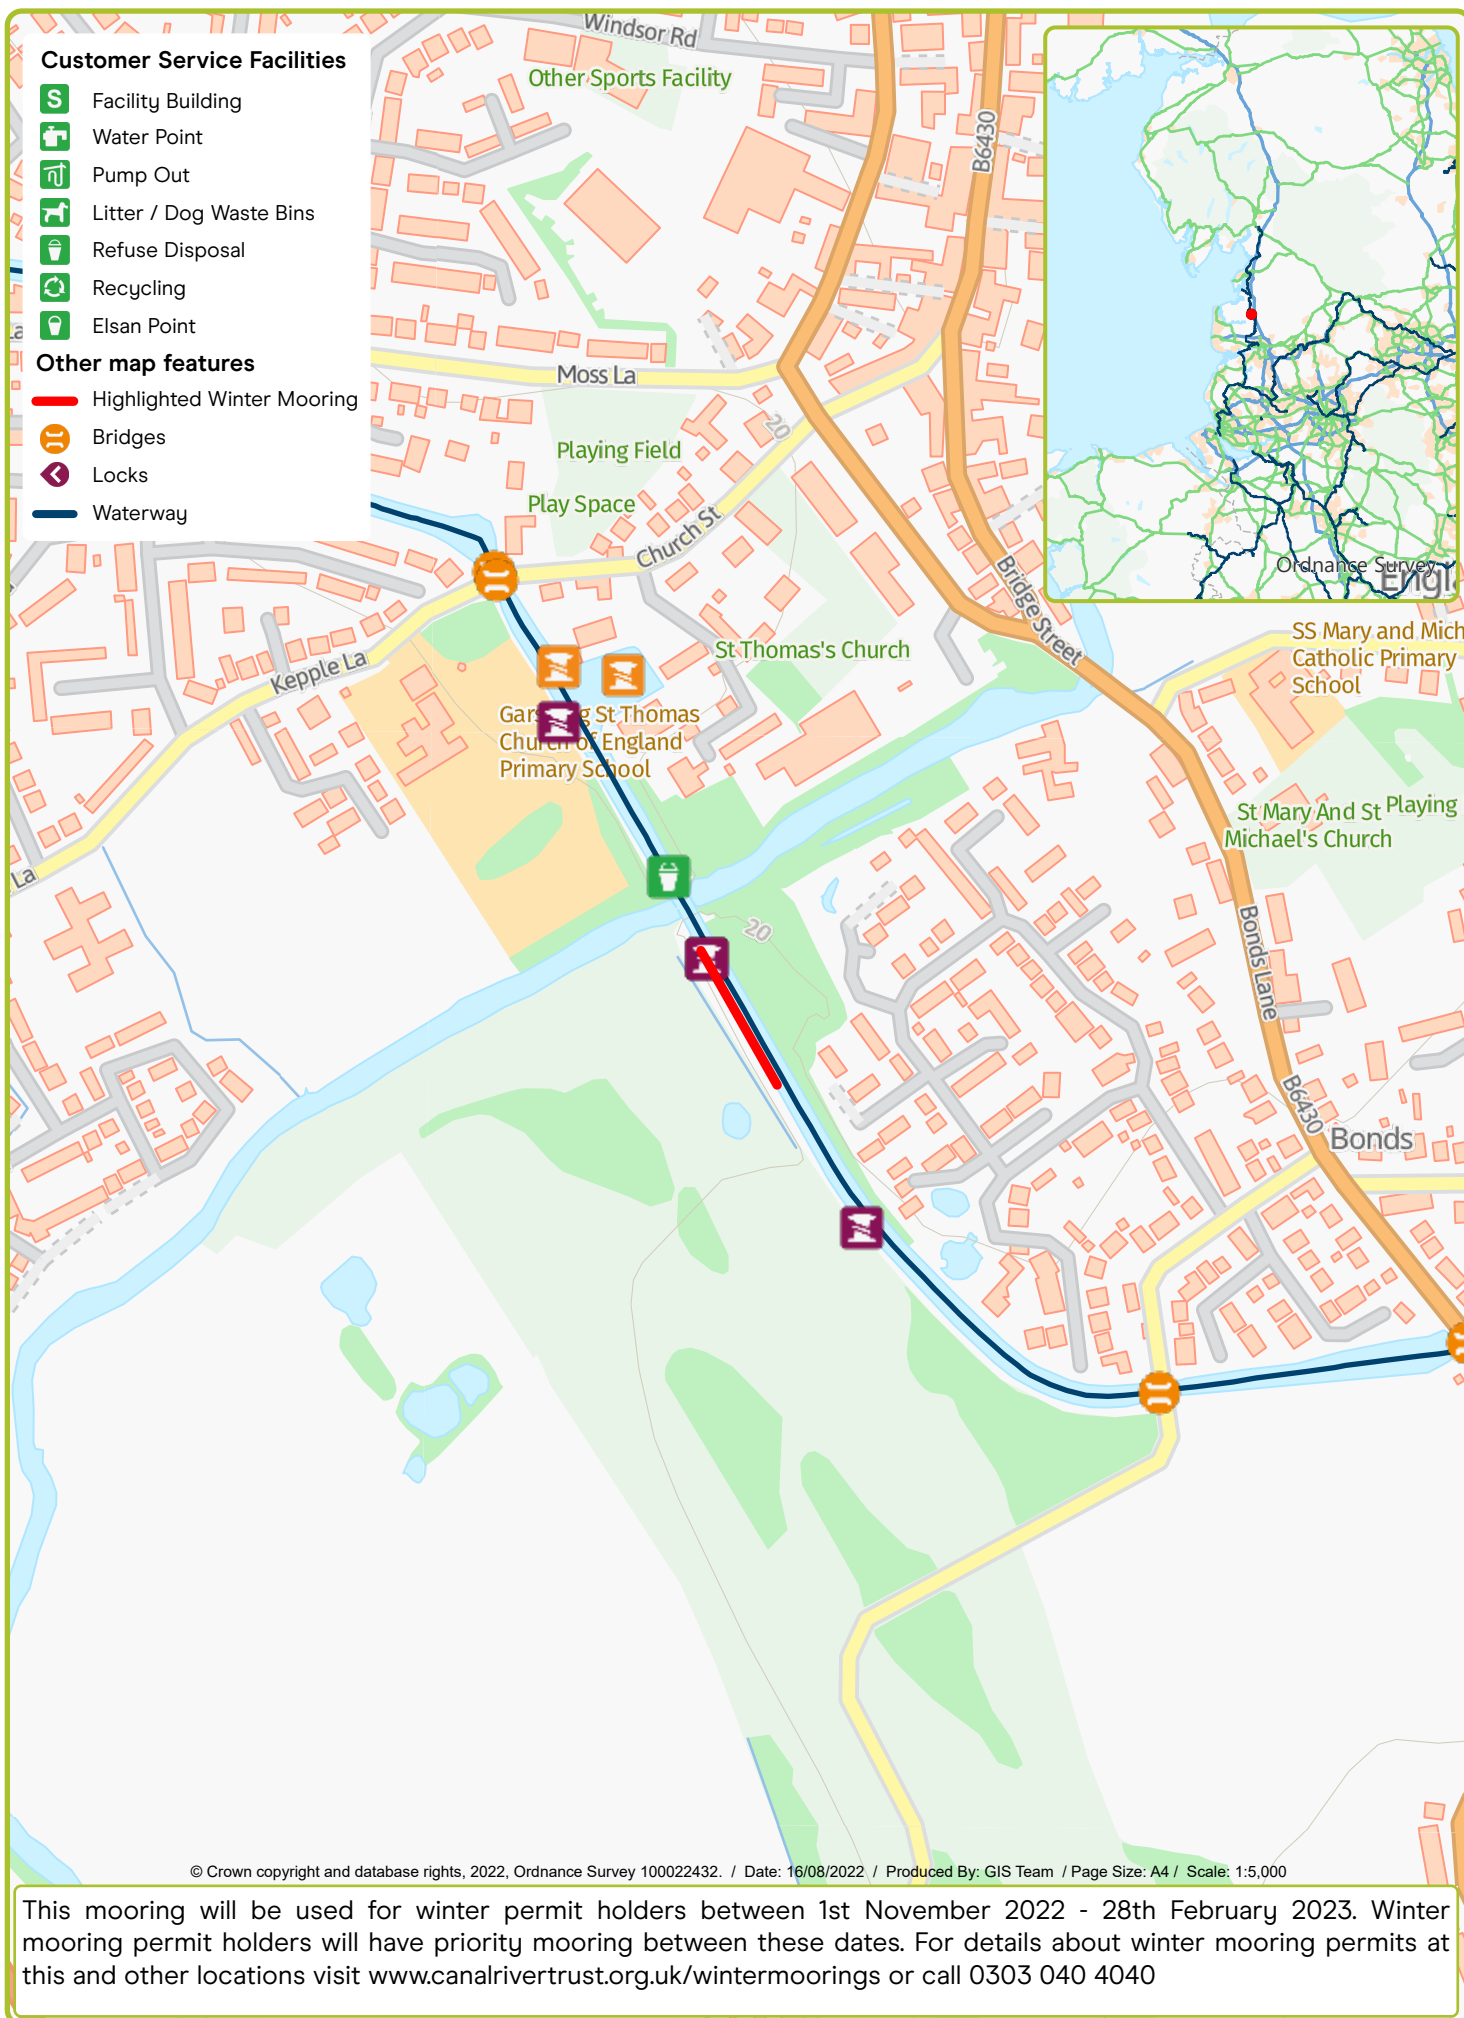 Customer Service Facilities
S
Facility Building
Water Point
Pump Out
Litter / Dog Waste Bins
Refuse Disposal
Recycling
Elsan Point
Other map features
Highlighted Winter Mooring
Bridges
Locks
Waterway
Windsor Rd
Other Sports Facility
B6430
Moss La
20
Playing Field
Play Space
Church St
Bridge Street
Ordnance Survey
Kepple La
St Thomas's Church
SS Mary and Mich
Catholic Primary
School
St Thomas
Church of England
Primary School
St Mary And St
Michael's Church
Playing
La
20
Bonds Lane
B6430
Bonds
© Crown copyright and database rights, 2022, Ordnance Survey 100022432. / Date: 16/08/2022 / Produced By: GIS Team / Page Size: A4 / Scale: 1:5,000
This mooring will be used for winter permit holders between 1st November 2022 - 28th February 2023. Winter
mooring permit holders will have priority mooring between these dates. For details about winter mooring permits at
this and other locations visit www.canalrivertrust.org.uk/wintermoorings or call 0303 040 4040